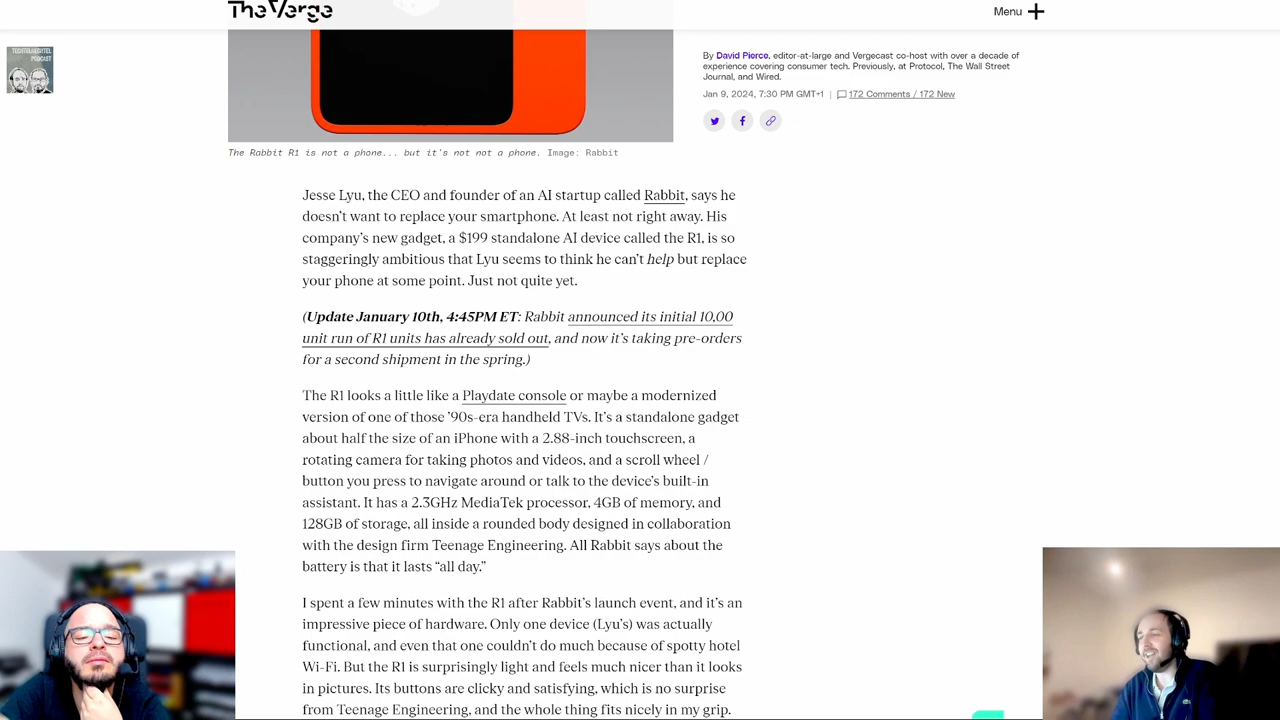 The Verge
Menu
TECHTELMECHTEL
PODCAST
By David Pierce, editor-at-large and Vergecast co-host with over a decade of
experience covering consumer tech. Previously, at Protocol, The Wall Street
Journal, and Wired.
Jan 9, 2024, 7:30 PM GMT+1 | 172 Comments / 172 New
The Rabbit R1 is not a phone... but it's not not a phone. Image: Rabbit
Jesse Lyu, the CEO and founder of an AI startup called Rabbit, says he
doesn’t want to replace your smartphone. At least not right away. His
company’s new gadget, a $199 standalone AI device called the R1, is so
staggeringly ambitious that Lyu seems to think he can’t help but replace
your phone at some point. Just not quite yet.
(Update January 10th, 4:45PM ET: Rabbit announced its initial 10,00
unit run of R1 units has already sold out, and now it’s taking pre-orders
for a second shipment in the spring.)
The R1 looks a little like a Playdate console or maybe a modernized
version of one of those ’90s-era handheld TVs. It’s a standalone gadget
about half the size of an iPhone with a 2.88-inch touchscreen, a
rotating camera for taking photos and videos, and a scroll wheel /
button you press to navigate around or talk to the device’s built-in
assistant. It has a 2.3GHz MediaTek processor, 4GB of memory, and
128GB of storage, all inside a rounded body designed in collaboration
with the design firm Teenage Engineering. All Rabbit says about the
battery is that it lasts “all day.”
I spent a few minutes with the R1 after Rabbit’s launch event, and it’s an
impressive piece of hardware. Only one device (Lyu’s) was actually
functional, and even that one couldn’t do much because of spotty hotel
Wi-Fi. But the R1 is surprisingly light and feels much nicer than it looks
in pictures. Its buttons are clicky and satisfying, which is no surprise
from Teenage Engineering, and the whole thing fits nicely in my grip.